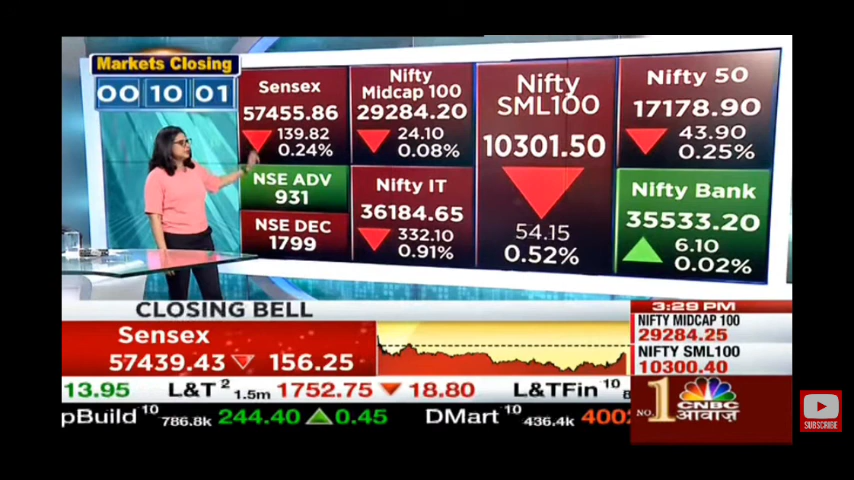 Markets Closing
00 10 01
Sensex
57455.86
139.82
0.24%
Nifty
Midcap 100
29284.20
24.10
0.08%
Nifty
SML100
10301.50
54.15
0.52%
Nifty 50
17178.90
43.90
0.25%
NSE ADV
931
NSE DEC
1799
Nifty IT
36184.65
332.10
0.91%
Nifty Bank
35533.20
6.10
0.02%
CLOSING BELL
Sensex
57439.43 156.25
3:29 PM
NIFTY MIDCAP 100
29284.25
NIFTY SML100
10300.40
13.95 L&T 2 1.5m 1752.75 18.80 L&TFin 10
pBuild 10 786.8k 244.40 0.45 DMart 10 436.4k 4002
NO. 1 CNBC
आवाज़
SUBSCRIBE